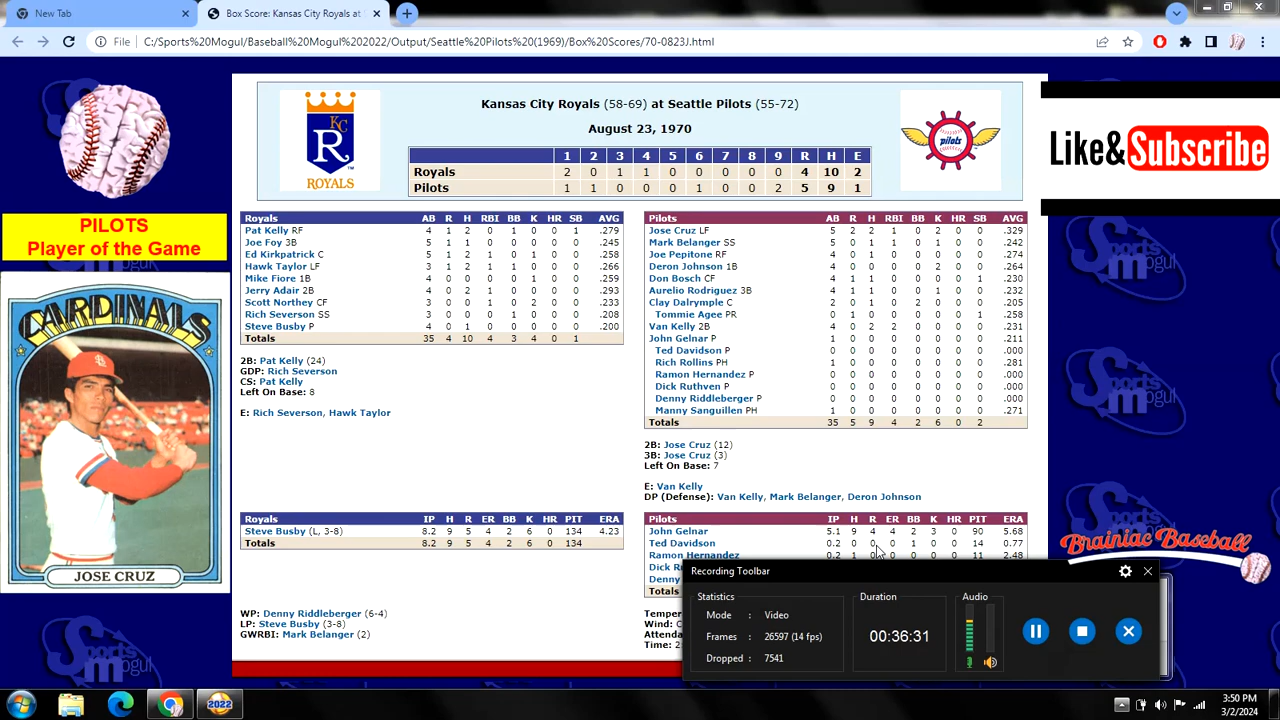 New Tab
Box Score: Kansas City Royals at
File C:/Sports%20Mogul/Baseball%20Mogul%202022/Output/Seattle%20Pilots%20(1969)/Box%20Scores/70-0823J.html
Kansas City Royals (58-69) at Seattle Pilots (55-72)
August 23, 1970
1 2 3 4 5 6 7 8 9 R H E
Royals 2 0 1 1 0 0 0 0 0 4 10 2
Pilots 1 1 0 0 0 1 0 0 2 5 9 1
KC
R
ROYALS
pilots
Like& Subscribe
PILOTS
Player of the Game
CARDINALS
JOSE CRUZ
Royals AB R H RBI BB K HR SB AVG
Pat Kelly RF 4 1 2 0 1 0 0 1 .279
Joe Foy 3B 5 1 1 0 0 0 0 0 .245
Ed Kirkpatrick C 5 1 2 1 0 1 0 0 .258
Hawk Taylor LF 3 1 2 1 1 0 0 0 .266
Mike Fiore 1B 4 0 0 0 0 1 0 0 .259
Jerry Adair 2B 4 0 2 1 0 0 0 0 .293
Scott Northey CF 3 0 0 1 0 2 0 0 .233
Rich Severson SS 3 0 0 0 1 0 0 0 .208
Steve Busby P 4 0 1 0 0 0 0 0 .200
Totals 35 4 10 4 3 4 0 1
2B: Pat Kelly (24)
GDP: Rich Severson
CS: Pat Kelly
Left On Base: 8
E: Rich Severson, Hawk Taylor
Pilots AB R H RBI BB K HR SB AVG
Jose Cruz LF 5 2 2 1 0 2 0 0 .329
Mark Belanger SS 5 0 1 1 0 1 0 0 .242
Joe Pepitone RF 4 0 1 0 0 0 0 1 .274
Deron Johnson 1B 4 0 0 0 0 2 0 0 .264
Don Bosch CF 4 1 1 0 0 0 0 1 .230
Aurelio Rodriguez 3B 4 1 1 0 0 1 0 0 .232
Clay Dalrymple C 2 0 1 0 2 0 0 0 .205
Tommie Agee PR 0 1 0 0 0 0 0 0 .258
Van Kelly 2B 4 0 2 2 0 0 0 0 .231
John Gelnar P 1 0 0 0 0 0 0 0 .211
Ted Davidson P 0 0 0 0 0 0 0 0 .000
Rich Rollins PH 1 0 0 0 0 0 0 0 .281
Ramon Hernandez P 0 0 0 0 0 0 0 0 .000
Dick Ruthven P 0 0 0 0 0 0 0 0 .000
Denny Riddleberger P 0 0 0 0 0 0 0 0 .000
Manny Sanguillen PH 1 0 0 0 0 0 0 0 .271
Totals 35 5 9 4 2 6 0 2
2B: Jose Cruz (12)
3B: Jose Cruz (3)
Left On Base: 7
E: Van Kelly
DP (Defense): Van Kelly, Mark Belanger, Deron Johnson
Royals IP H R ER BB K HR PIT ERA
Steve Busby (L, 3-8) 8.2 9 5 4 2 6 0 134 4.23
Totals 8.2 9 5 4 2 6 0 134
WP: Denny Riddleberger (6-4)
LP: Steve Busby (3-8)
GWRBI: Mark Belanger (2)
Pilots IP H R ER BB K HR PIT ERA
John Gelnar 5.1 9 4 4 2 3 0 90 5.68
Ted Davidson 0.2 0 0 0 1 0 0 14 0.77
Ramon Hernandez 0.2 1 0 0 0 0 0 11 2.48
Dick R
Denny
Totals
Temper
Wind: C
Attenda
Time: 2
Brainiac Baseball
Recording Toolbar
Statistics
Mode : Video
Frames : 26597 (14 fps)
Dropped : 7541
Duration
00:36:31
Audio
Sports Mogul
2022
3:50 PM
3/2/2024